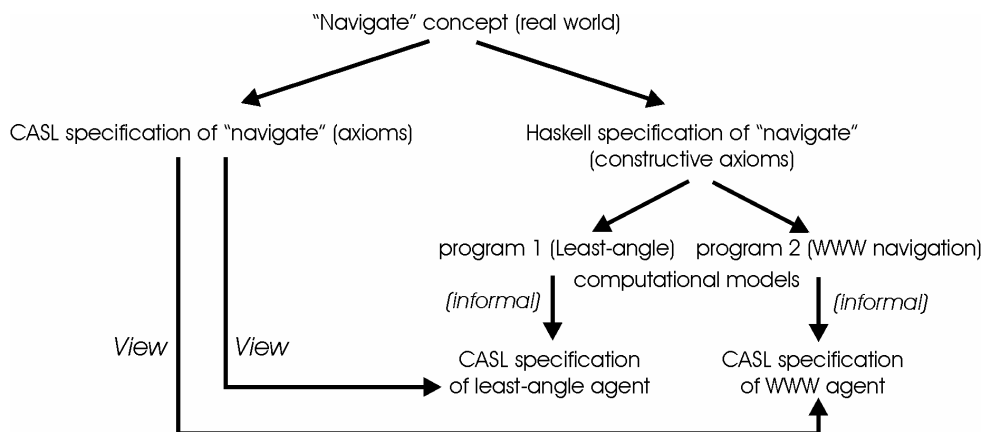 “Navigate” concept (real world)
CASL specification of “navigate” (axioms)
Haskell specification of “navigate”
(constructive axioms)
program 1 (Least-angle)
program 2 (WWW navigation)
computational models
(informal)
(informal)
View
View
CASL specification
of least-angle agent
CASL specification
of WWW agent